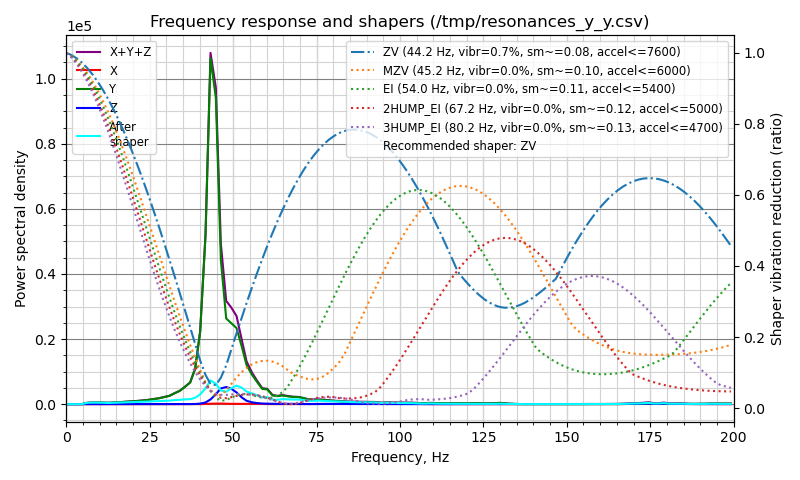 Frequency response and shapers (/tmp/resonances_y_y.csv)
1e5
X+Y+Z
X
Y
Z
After
shaper
ZV (44.2 Hz, vibr=0.7%, sm~=0.08, accel<=7600)
MZV (45.2 Hz, vibr=0.0%, sm~=0.10, accel<=6000)
EI (54.0 Hz, vibr=0.0%, sm~=0.11, accel<=5400)
2HUMP_EI (67.2 Hz, vibr=0.0%, sm~=0.12, accel<=5000)
3HUMP_EI (80.2 Hz, vibr=0.0%, sm~=0.13, accel<=4700)
Recommended shaper: ZV
Power spectral density
1.0
0.8
0.6
0.4
0.2
0.0
Shaper vibration reduction (ratio)
1.0
0.8
0.6
0.4
0.2
0.0
0 25 50 75 100 125 150 175 200
Frequency, Hz